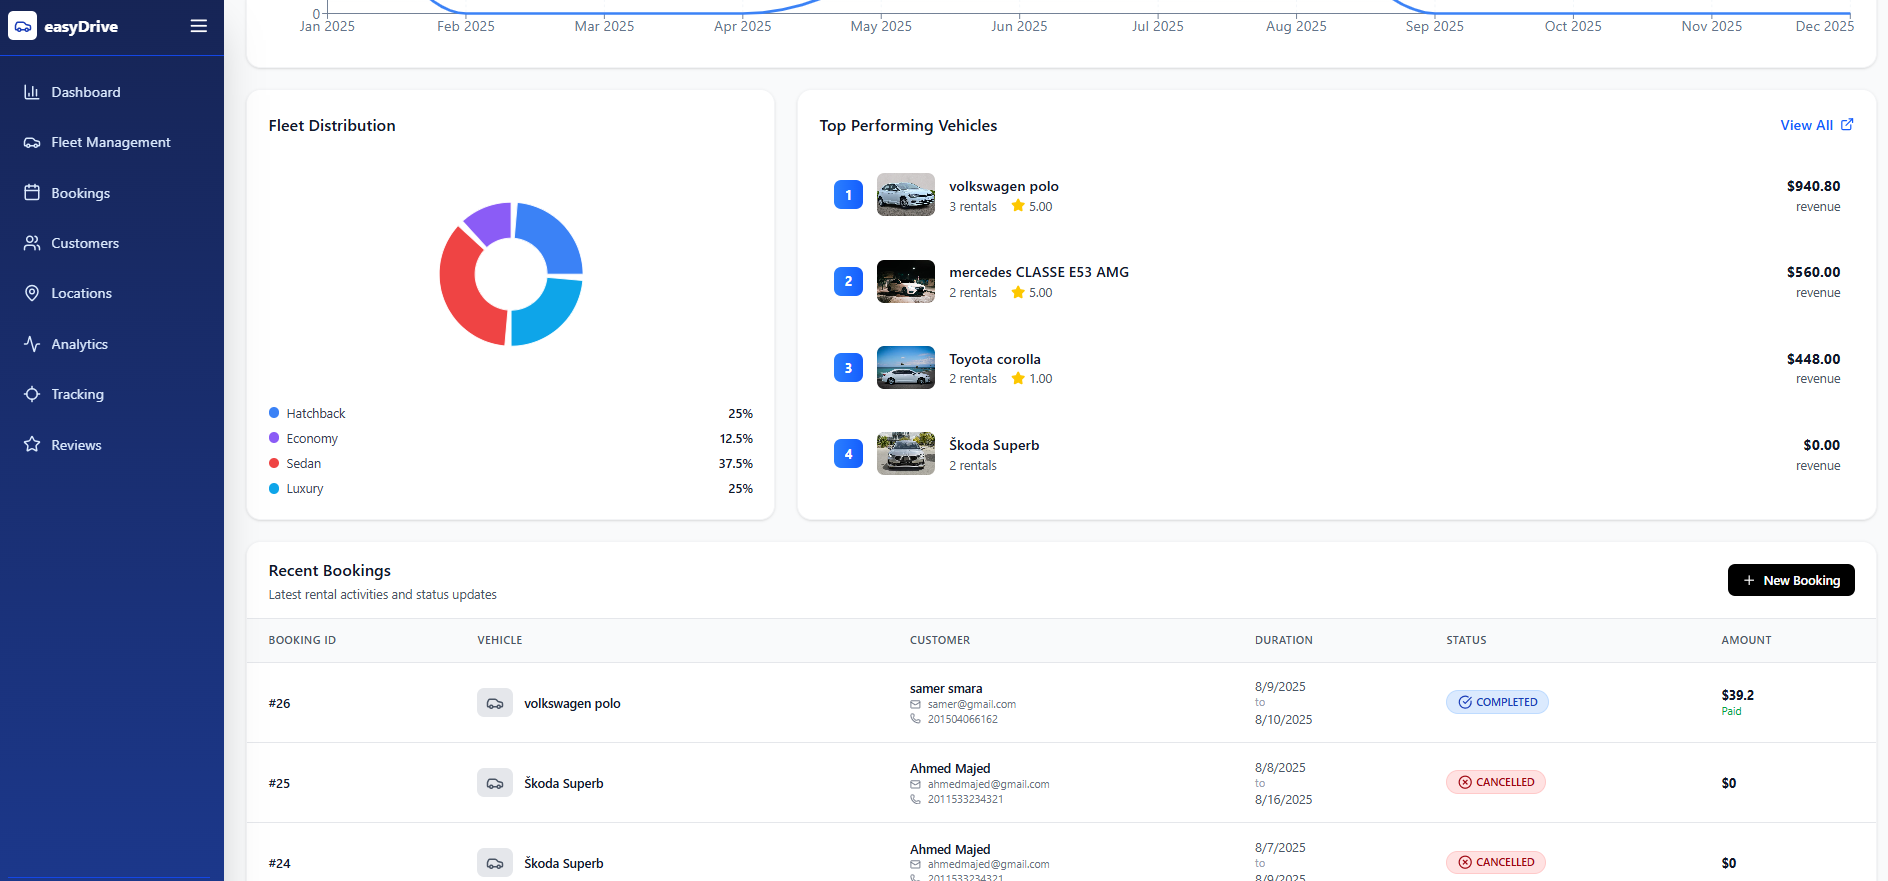 easyDrive
Dashboard
Fleet Management
Bookings
Customers
Locations
Analytics
Tracking
Reviews
0
Jan 2025 Feb 2025 Mar 2025 Apr 2025 May 2025 Jun 2025 Jul 2025 Aug 2025 Sep 2025 Oct 2025 Nov 2025 Dec 2025
Fleet Distribution
Hatchback 25%
Economy 12.5%
Sedan 37.5%
Luxury 25%
Top Performing Vehicles View All
1 volkswagen polo $940.80
3 rentals 5.00 revenue
2 mercedes CLASSE E53 AMG $560.00
2 rentals 5.00 revenue
3 Toyota corolla $448.00
2 rentals 1.00 revenue
4 Škoda Superb $0.00
2 rentals revenue
Recent Bookings
Latest rental activities and status updates
+ New Booking
BOOKING ID VEHICLE CUSTOMER DURATION STATUS AMOUNT
#26 volkswagen polo
samer smara
samer@gmail.com
201504066162
8/9/2025
to
8/10/2025
COMPLETED
$39.2
Paid
#25 Škoda Superb
Ahmed Majed
ahmedmajed@gmail.com
2011533234321
8/8/2025
to
8/16/2025
CANCELLED
$0
#24 Škoda Superb
Ahmed Majed
ahmedmajed@gmail.com
2011533234321
8/7/2025
to
8/9/2025
CANCELLED
$0